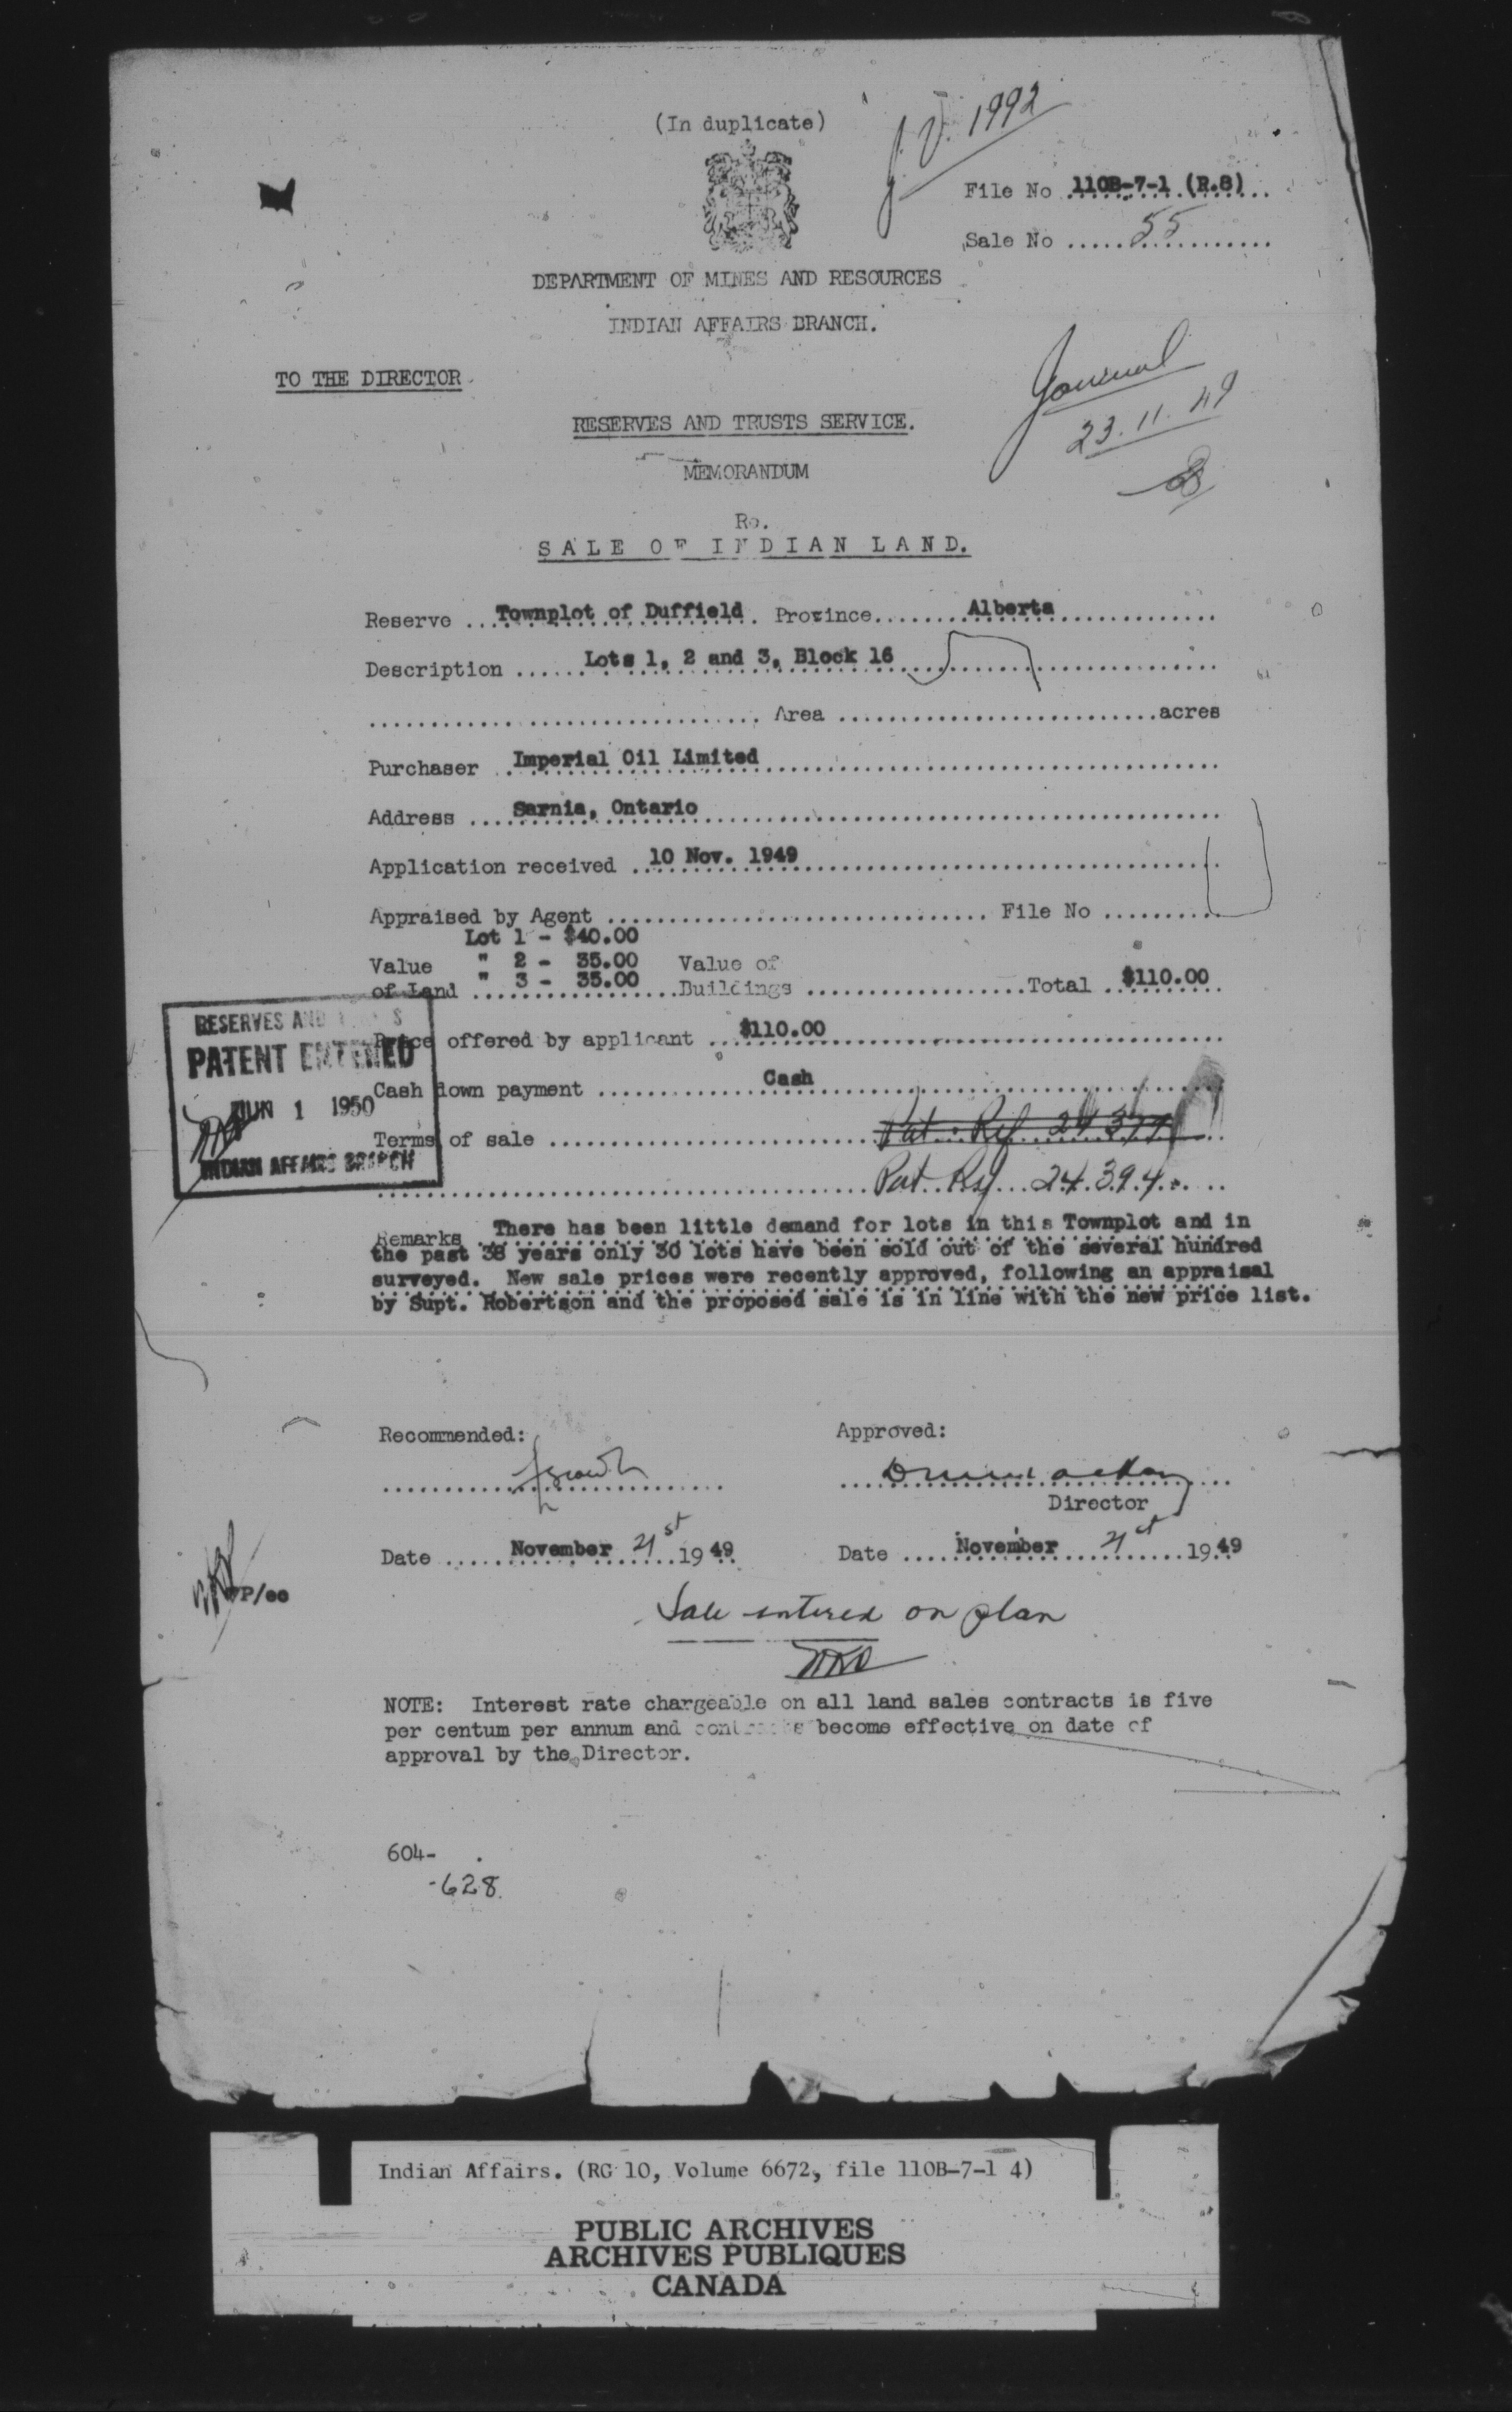 (In duplicate)
J.V. 1992
File No 110B-7-1 (R.8)
Sale No ..... 55 ...............
DEPARTMENT OF MINES AND RESOURCES
INDIAN AFFAIRS BRANCH.
TO THE DIRECTOR
Journal
23.11.49
RESERVES AND TRUSTS SERVICE.
MEMORANDUM
Re.
SALE OF INDIAN LAND.
Reserve ... Townplot of Duffield . Province....... Alberta ................
Description ...... Lots 1, 2 and 3, Block 16 ....................
................................ Area ...........................acres
Purchaser .. Imperial Oil Limited ..............................
Address .... Sarnia, Ontario ..................................
Application received .. 10 Nov. 1949 ...........................
Appraised by Agent ............................... File No ..........
Lot 1 - $40.00
Value " 2 - 35.00 Value of
of Land " 3 - 35.00 Buildings ..................Total .. $110.00
RESERVES AND
PATENT ENTERED
JUN 1 1950
INDIAN AFFAIRS BRANCH
Price offered by applicant ... $110.00 ..........................
Cash down payment ............. Cash ..........................
Terms of sale ........................... Pat. Ref 24377
Pat. Ref 24394.
Remarks There has been little demand for lots in this Townplot and in
the past 38 years only 30 lots have been sold out of the several hundred
surveyed. New sale prices were recently approved, following an appraisal
by Supt. Robertson and the proposed sale is in line with the new price list.
Recommended: Approved:
Director
Date ..... November 21st 1949 Date .... November 21st 1949
P/ee
Sale entered on plan
NOTE: Interest rate chargeable on all land sales contracts is five
per centum per annum and contracts become effective on date of
approval by the Director.
604-
-628
Indian Affairs. (RG 10, Volume 6672, file 110B-7-1 4)
PUBLIC ARCHIVES
ARCHIVES PUBLIQUES
CANADA